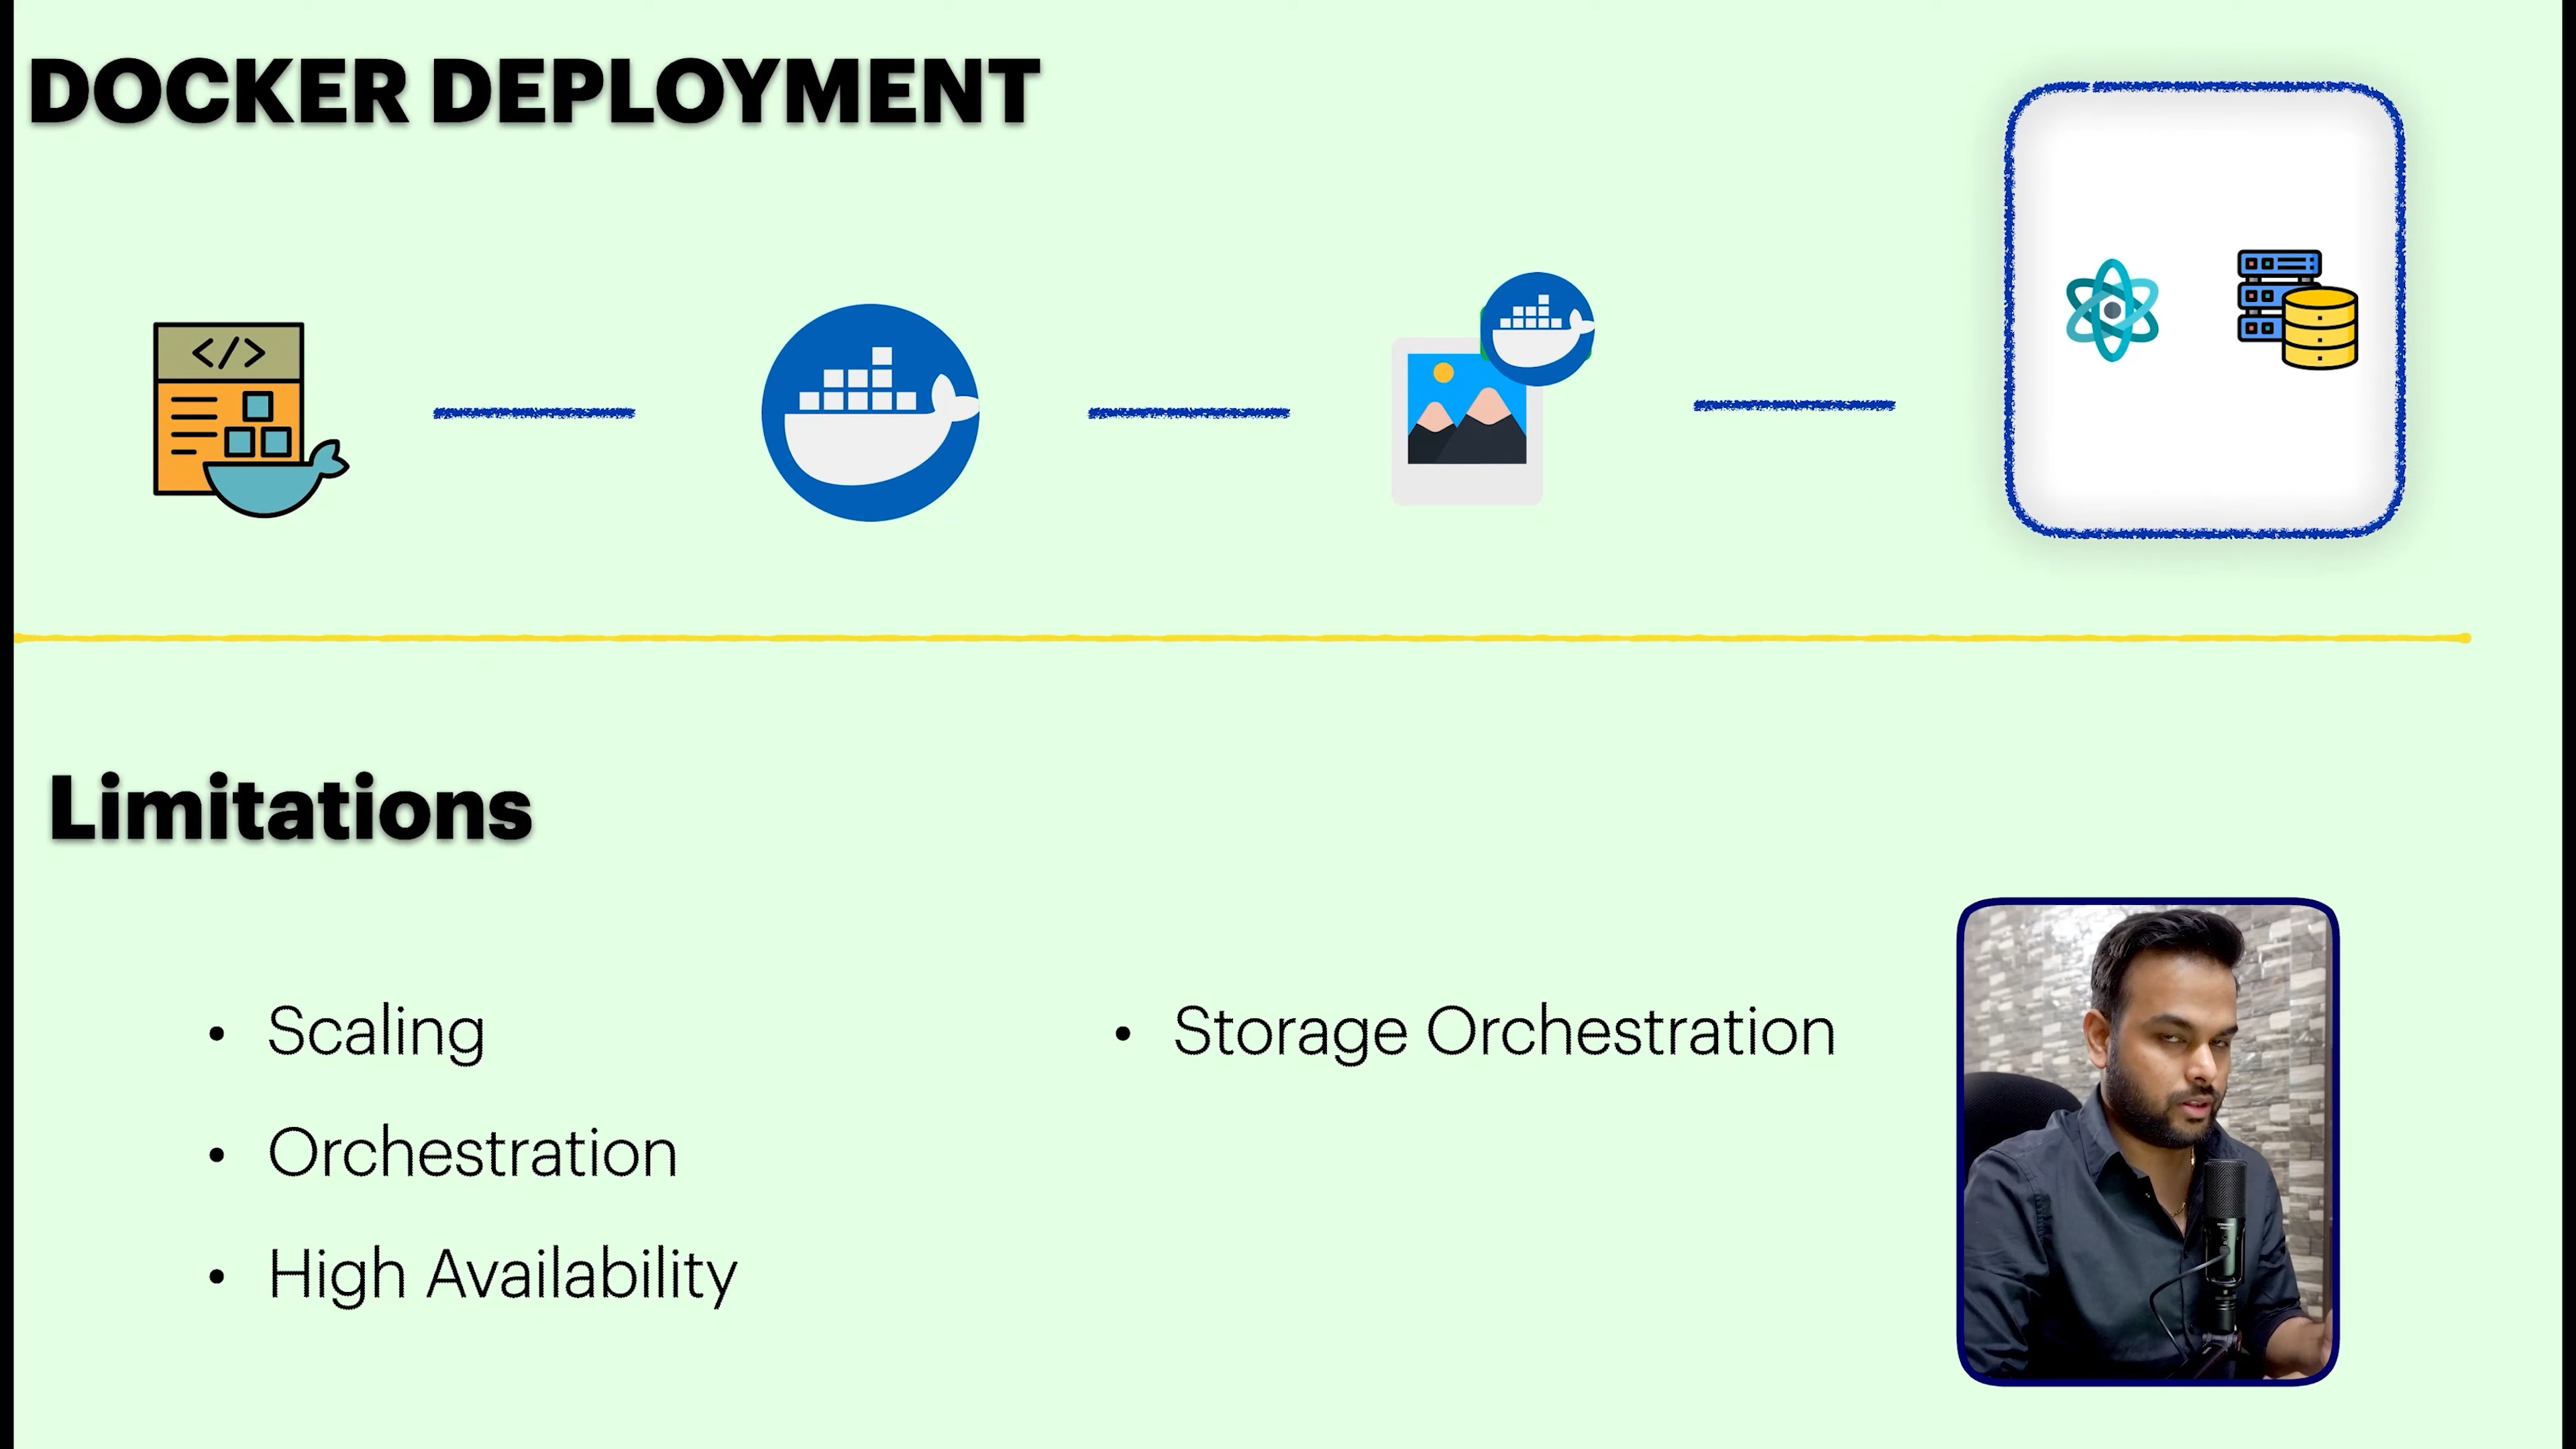 DOCKER DEPLOYMENT
</>
Limitations
• Scaling
• Orchestration
• High Availability
• Storage Orchestration